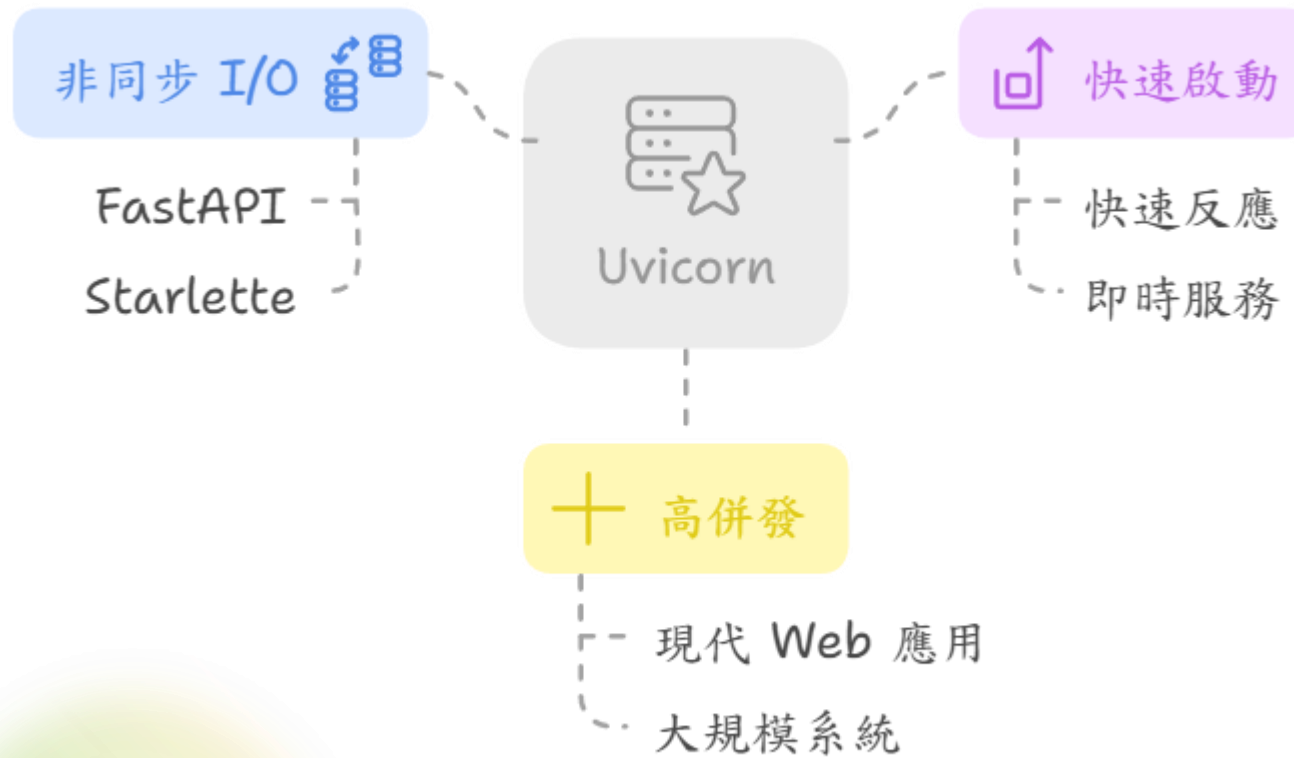 非同步 I/O
FastAPI
Starlette
Uvicorn
快速啟動
快速反應
即時服務
高併發
現代 Web 應用
大規模系統